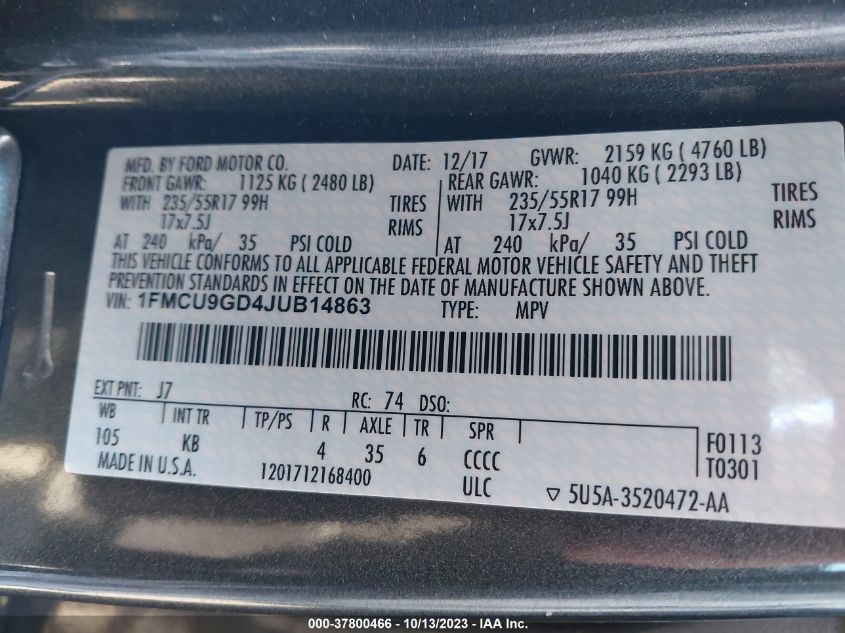 MFD. BY FORD MOTOR CO. DATE: 12/17 GVWR: 2159 KG ( 4760 LB)
FRONT GAWR: 1125 KG ( 2480 LB) REAR GAWR: 1040 KG ( 2293 LB)
WITH 235/55R17 99H TIRES WITH 235/55R17 99H TIRES
17x7.5J RIMS 17x7.5J RIMS
AT 240 kPa/ 35 PSI COLD AT 240 kPa/ 35 PSI COLD
THIS VEHICLE CONFORMS TO ALL APPLICABLE FEDERAL MOTOR VEHICLE SAFETY AND THEFT
PREVENTION STANDARDS IN EFFECT ON THE DATE OF MANUFACTURE SHOWN ABOVE.
VIN: 1FMCU9GD4JUB14863 TYPE: MPV
EXT PNT: J7 RC: 74 DSO:
WB INT TR TP/PS R AXLE TR SPR
105 KB 4 35 6 CCCC
F0113
T0301
MADE IN U.S.A. 1201712168400 ULC ▽ 5U5A-3520472-AA
000-37800466 - 10/13/2023 - IAA Inc.